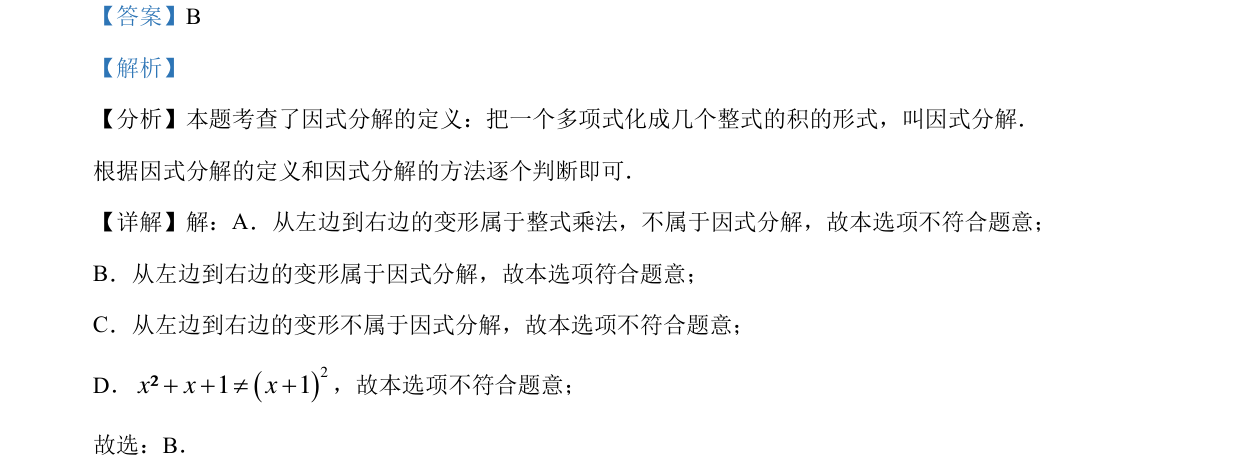 【答案】B
【解析】
【分析】本题考查了因式分解的定义：把一个多项式化成几个整式的积的形式，叫因式分解．
根据因式分解的定义和因式分解的方法逐个判断即可．
【详解】解：A．从左边到右边的变形属于整式乘法，不属于因式分解，故本选项不符合题意；
B．从左边到右边的变形属于因式分解，故本选项符合题意；
C．从左边到右边的变形不属于因式分解，故本选项不符合题意；
D．x²+x+1≠(x+1)²，故本选项不符合题意；
故选：B．